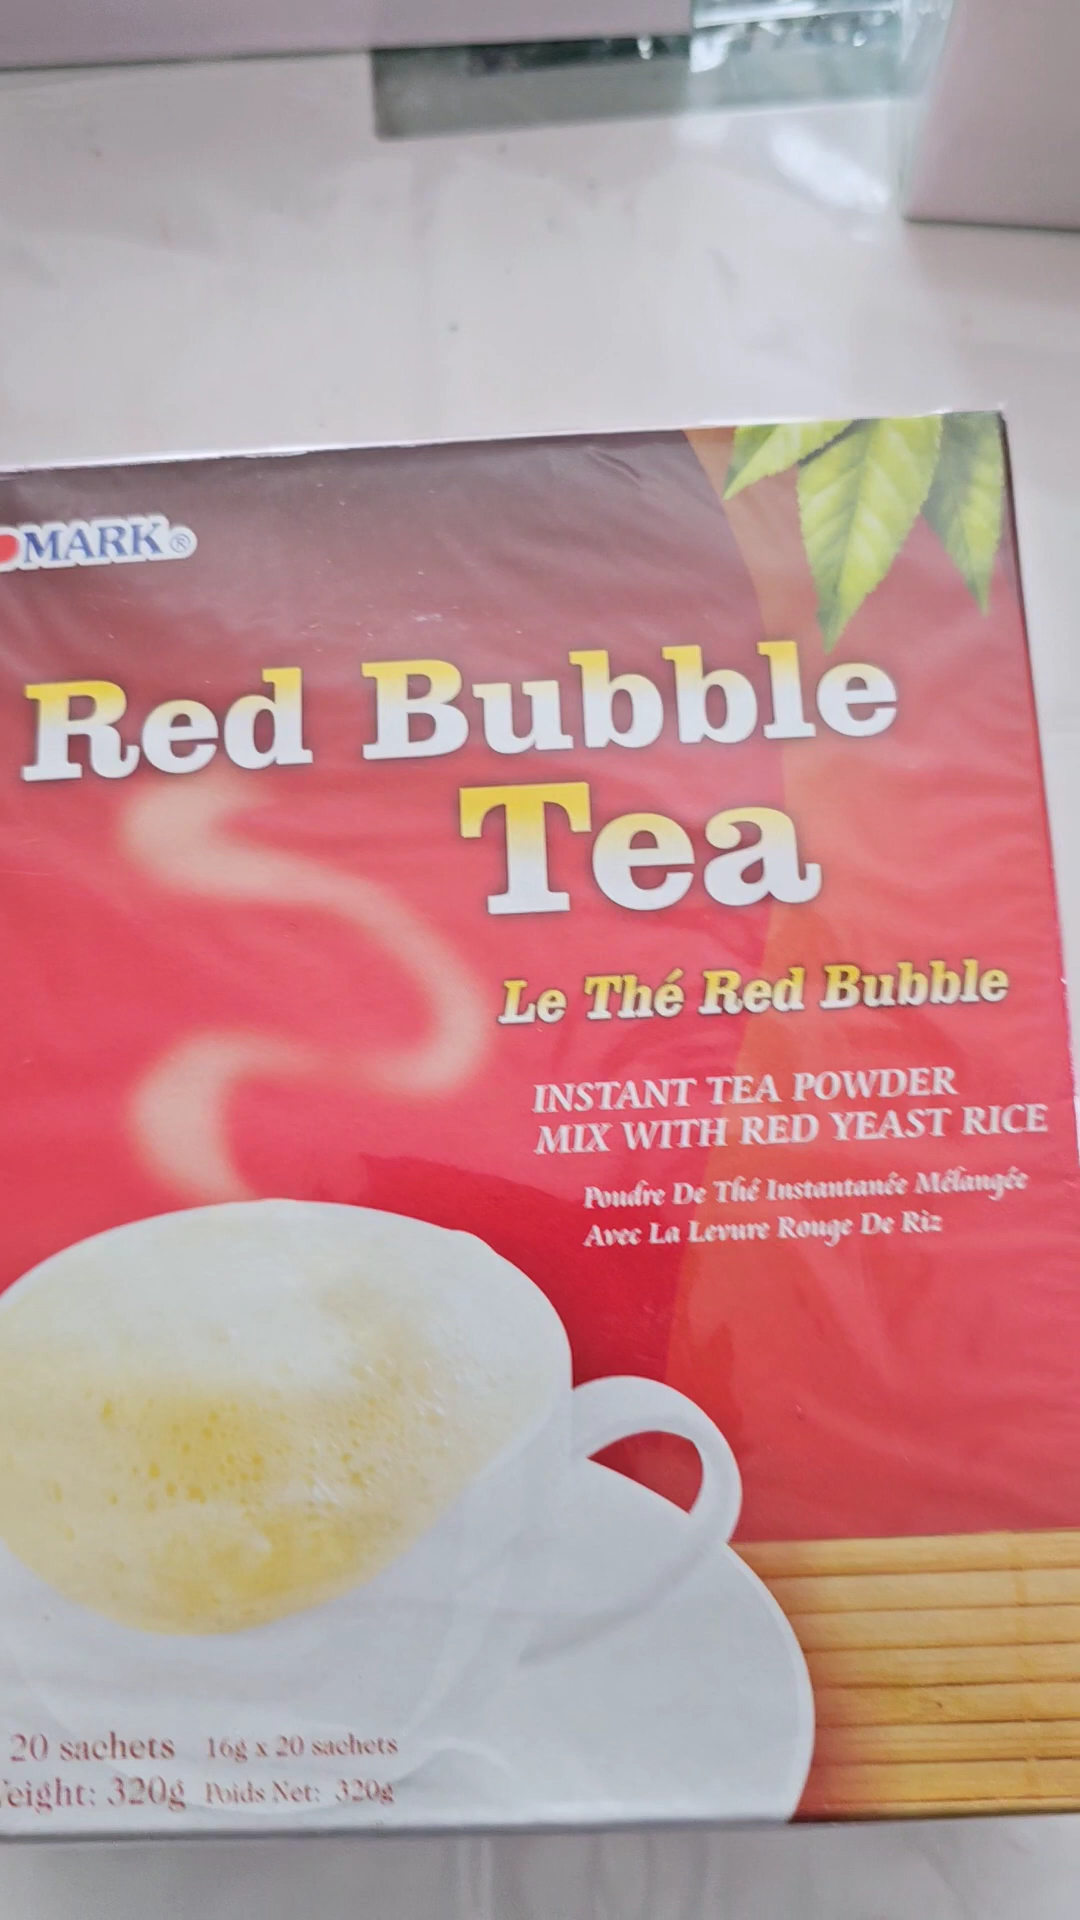 MARK®
Red Bubble
Tea
Le Thé Red Bubble
INSTANT TEA POWDER
MIX WITH RED YEAST RICE
Poudre De Thé Instantanée Mélangée
Avec La Levure Rouge De Riz
20 sachets 16g x 20 sachets
eight: 320g Poids Net: 320g